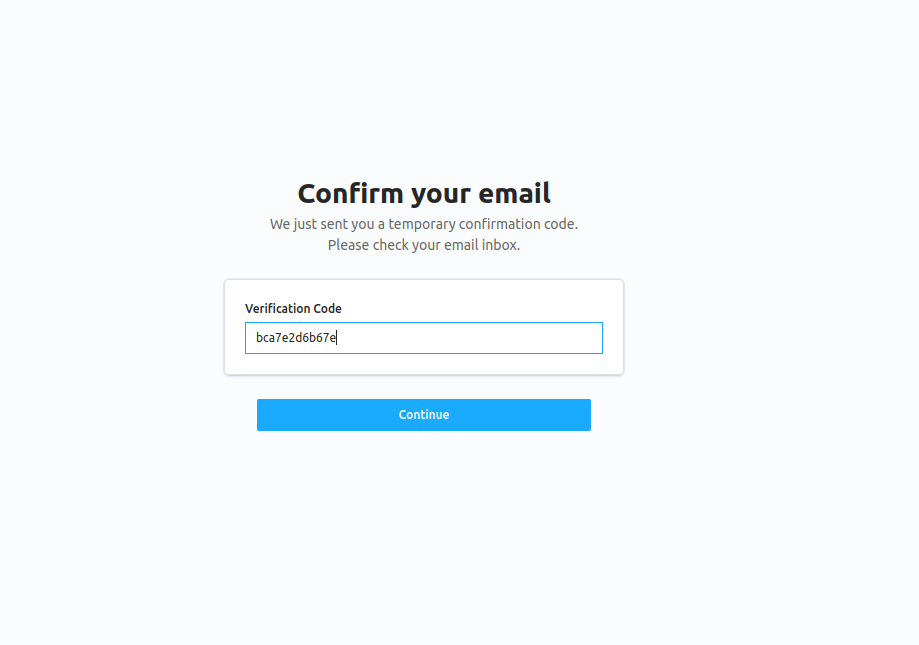 Confirm your email
We just sent you a temporary confirmation code.
Please check your email inbox.
Verification Code
bca7e2d6b67e
Continue